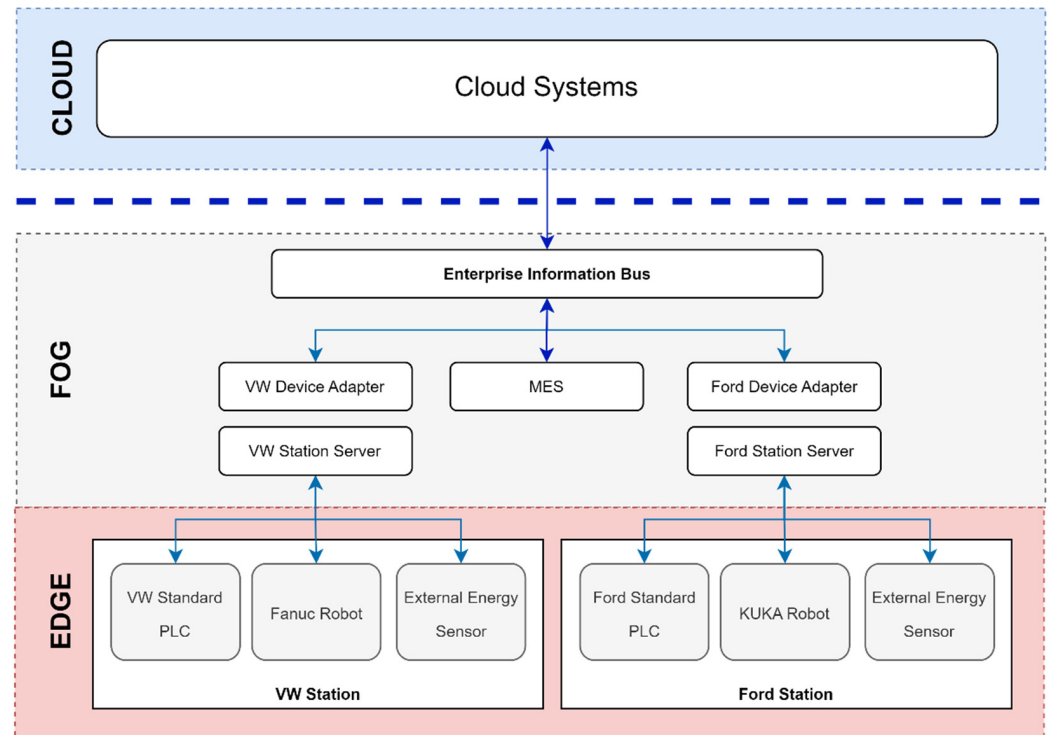 CLOUD
Cloud Systems
FOG
Enterprise Information Bus
VW Device Adapter
MES
Ford Device Adapter
VW Station Server
Ford Station Server
EDGE
VW Standard
PLC
Fanuc Robot
External Energy
Sensor
VW Station
Ford Standard
PLC
KUKA Robot
External Energy
Sensor
Ford Station